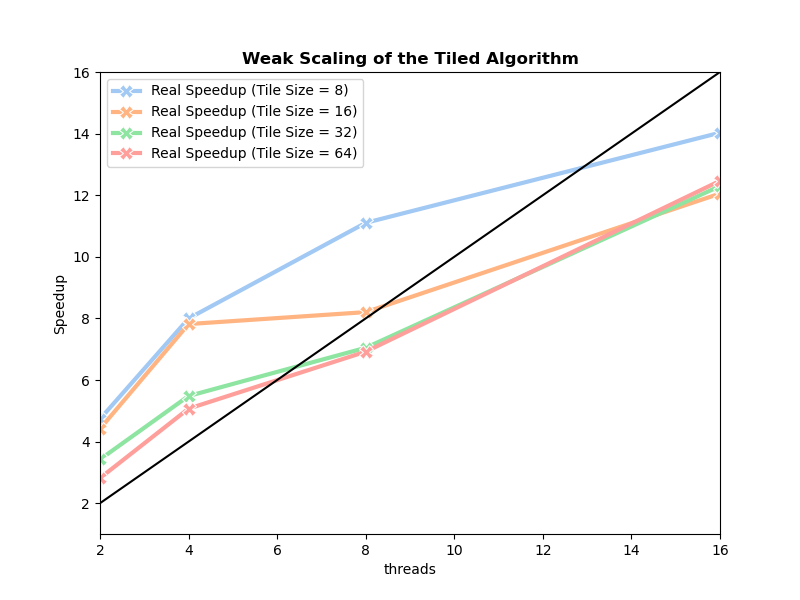 Weak Scaling of the Tiled Algorithm
16
14
12
10
8
6
4
2
Speedup
Real Speedup (Tile Size = 8)
Real Speedup (Tile Size = 16)
Real Speedup (Tile Size = 32)
Real Speedup (Tile Size = 64)
2 4 6 8 10 12 14 16
threads